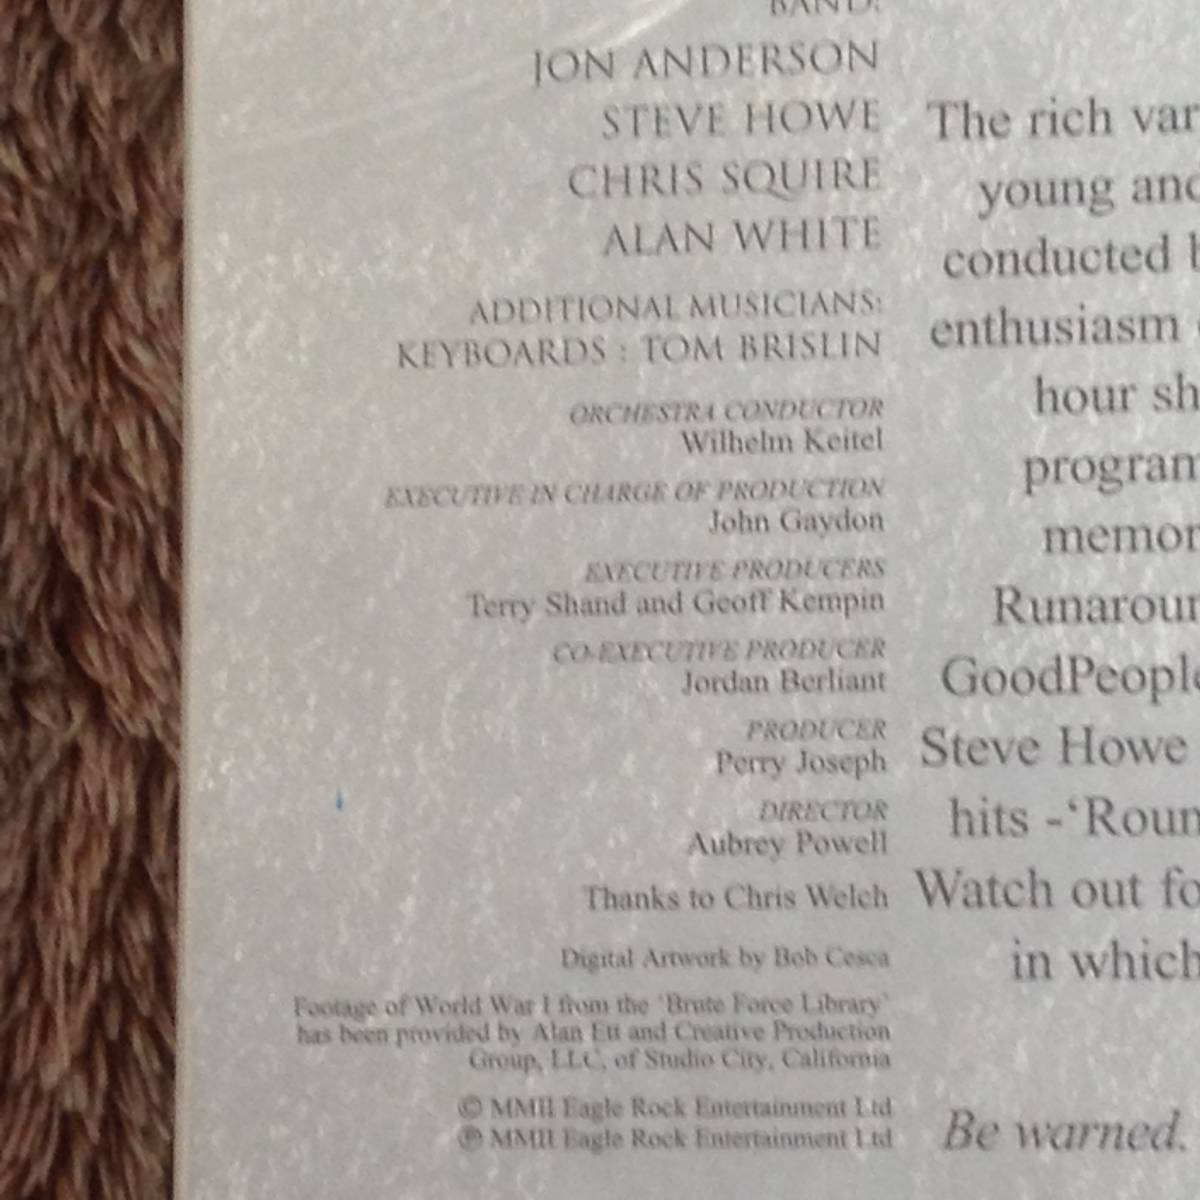 BAND:
JON ANDERSON
STEVE HOWE
CHRIS SQUIRE
ALAN WHITE
ADDITIONAL MUSICIANS:
KEYBOARDS : TOM BRISLIN
ORCHESTRA CONDUCTOR
Wilhelm Keitel
EXECUTIVE IN CHARGE OF PRODUCTION
John Gaydon
EXECUTIVE PRODUCERS
Terry Shand and Geoff Kempin
CO-EXECUTIVE PRODUCER
Jordan Berliant
PRODUCER
Perry Joseph
DIRECTOR
Aubrey Powell
Thanks to Chris Welch
Digital Artwork by Bob Cesca
Footage of World War I from the 'Brute Force Library'
has been provided by Alan Ett and Creative Production
Group, LLC, of Studio City, California
© MMII Eagle Rock Entertainment Ltd
℗ MMII Eagle Rock Entertainment Ltd
The rich var
young and
conducted b
enthusiasm
hour sh
program
memor
Runaroun
GoodPeople
Steve Howe
hits -‘Roun
Watch out fo
in which
Be warned.